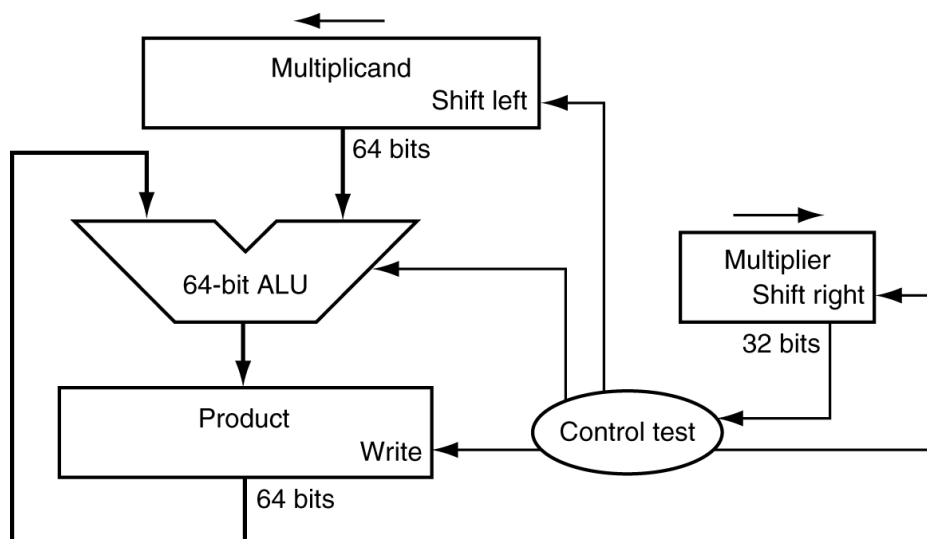 Multiplicand
Shift left
64 bits
64-bit ALU
Multiplier
Shift right
32 bits
Product
Write
Control test
64 bits